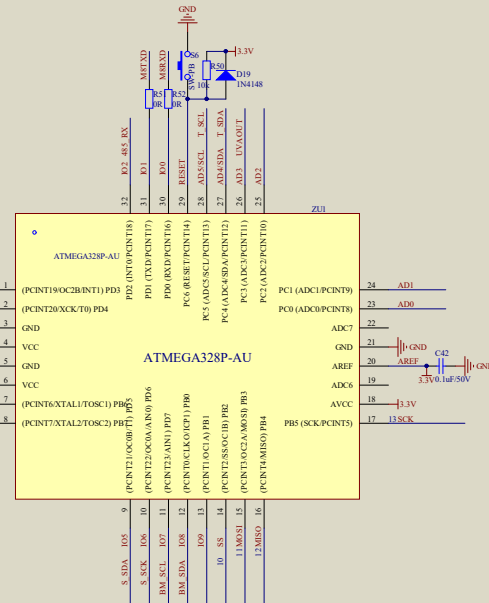 GND
3.3V
S6
SW-PB
R50
10k
D19
1N4148
M8TXD
M8RXD
R51
0R
R52
0R
IO2 485_RX
IO1
IO0
RESET
AD5/SCL T_SCL
AD4/SDA T_SDA
AD3 UVAOUT
AD2
32
31
30
29
28
27
26
25
ZU1
PD2 (INT0/PCINT18)
PD1 (TXD/PCINT17)
PD0 (RXD/PCINT16)
PC6 (RESET/PCINT14)
PC5 (ADC5/SCL/PCINT13)
PC4 (ADC4/SDA/PCINT12)
PC3 (ADC3/PCINT11)
PC2 (ADC2/PCINT10)
ATMEGA328P-AU
1 (PCINT19/OC2B/INT1) PD3
2 (PCINT20/XCK/T0) PD4
3 GND
4 VCC
5 GND
6 VCC
7 (PCINT6/XTAL1/TOSC1) PB6
8 (PCINT7/XTAL2/TOSC2) PB7
ATMEGA328P-AU
PC1 (ADC1/PCINT9) 24 AD1
PC0 (ADC0/PCINT8) 23 AD0
ADC7 22
GND 21 GND
AREF 20 AREF
C42
0.1uF/50V
GND
3.3V
ADC6 19
AVCC 18 3.3V
PB5 (SCK/PCINT5) 17 13 SCK
(PCINT21/OC0B/T1) PD5
(PCINT22/OC0A/AIN0) PD6
(PCINT23/AIN1) PD7
(PCINT0/CLKO/ICP1) PB0
(PCINT1/OC1A) PB1
(PCINT2/SS/OC1B) PB2
(PCINT3/OC2A/MOSI) PB3
(PCINT4/MISO) PB4
9
10
11
12
13
14
15
16
S_SDA IO5
S_SCK IO6
BM_SCL IO7
BM_SDA IO8
IO9
10 SS
11 MOSI
12 MISO